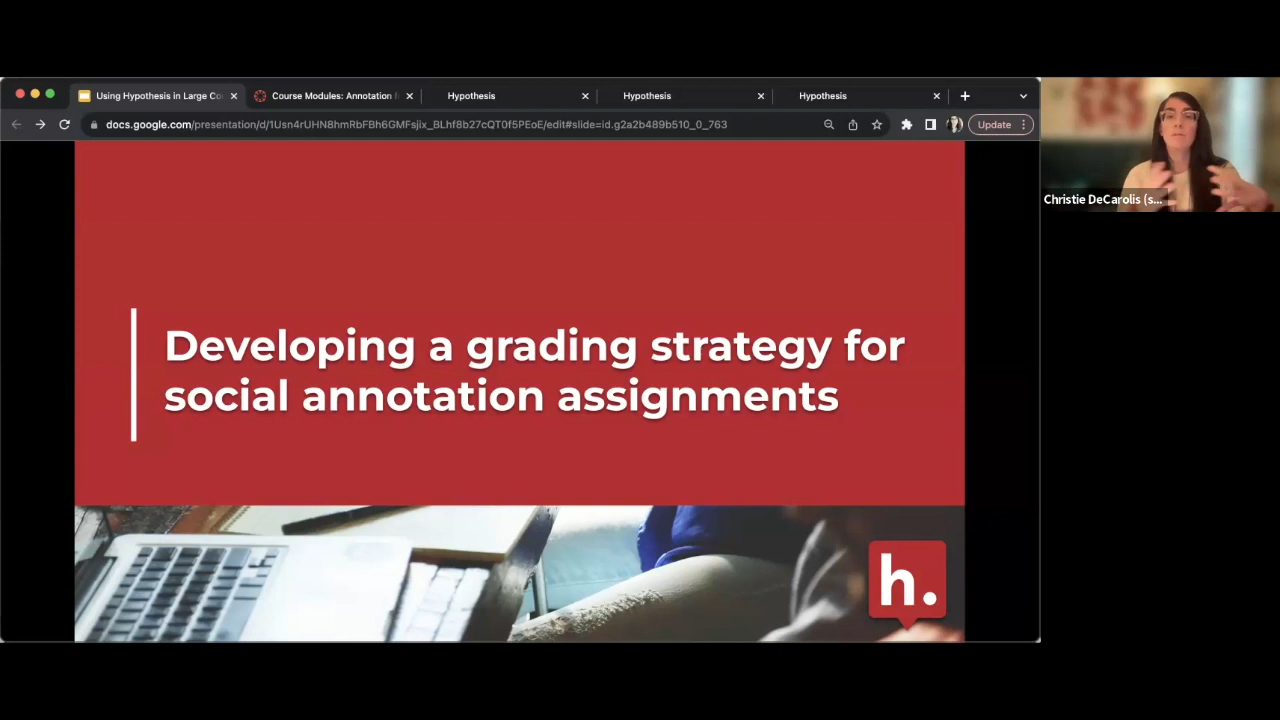 Using Hypothesis in Large Co
Course Modules: Annotation
Hypothesis
Hypothesis
Hypothesis
docs.google.com/presentation/d/1Usn4rUHN8hmRbFBh6GMFsjix_BLhf8b27cQT0f5PEoE/edit#slide=id.g2a2b489b510_0_763
Update
Christie DeCarolis (s...
Developing a grading strategy for
social annotation assignments
h.